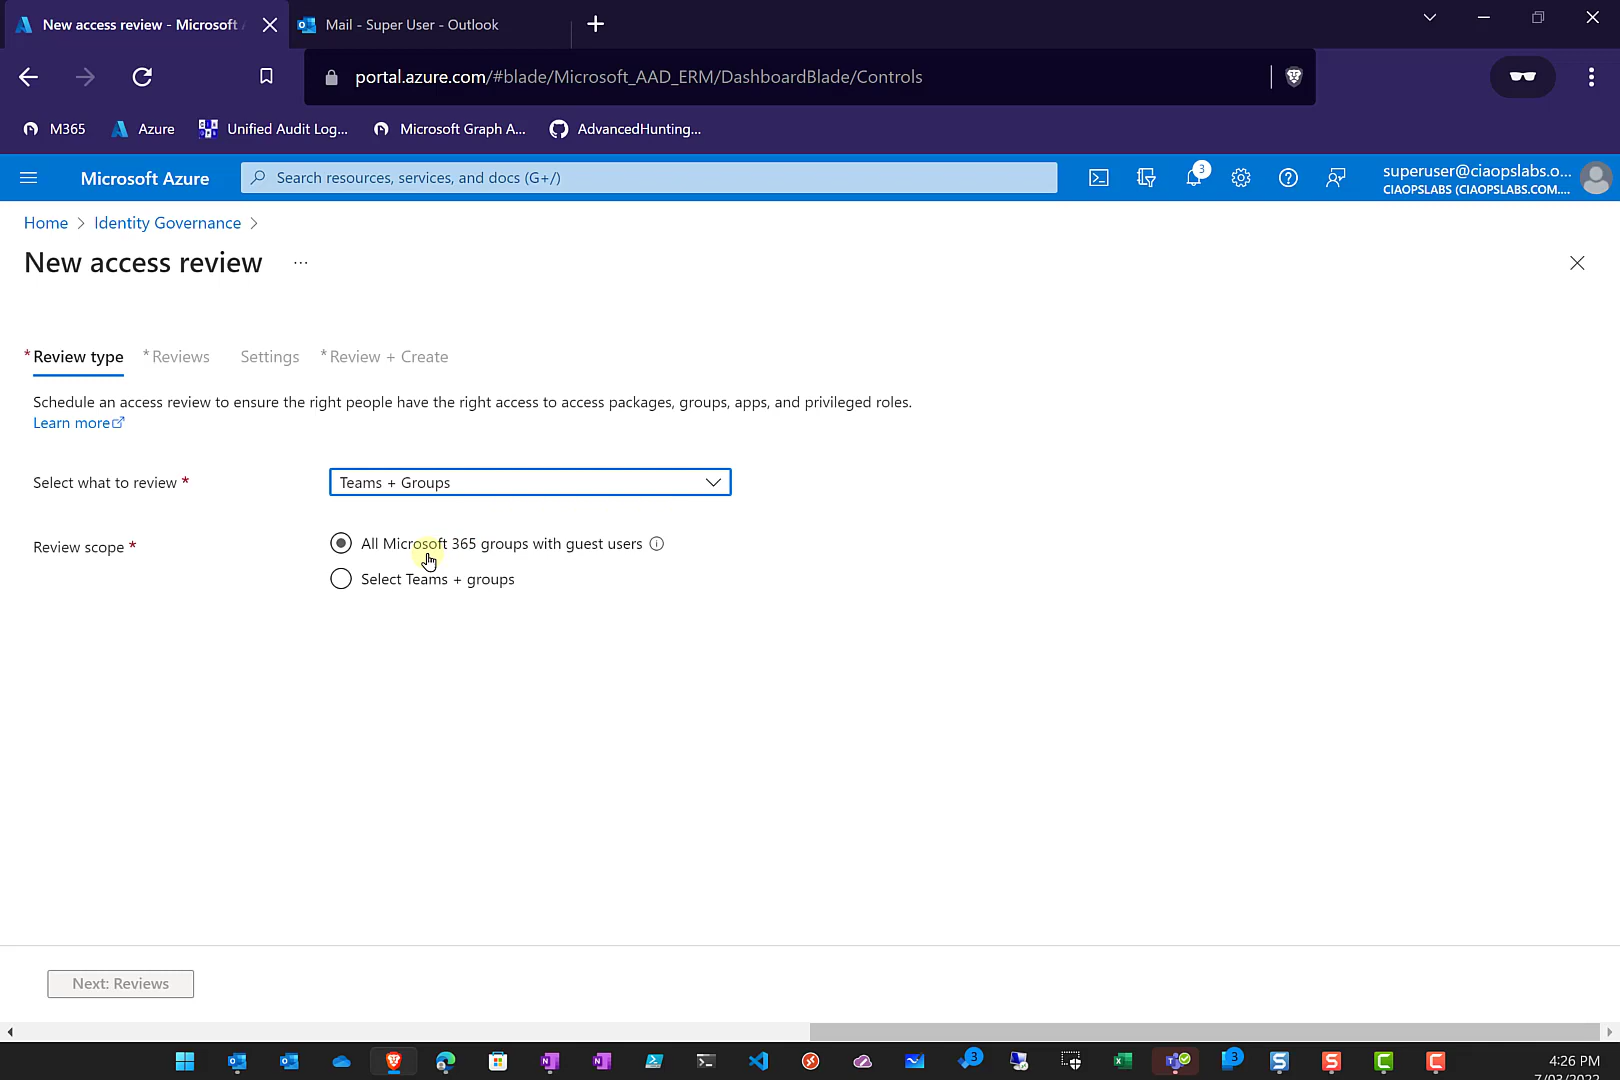 New access review - Microsoft A
Mail - Super User - Outlook
portal.azure.com/#blade/Microsoft_AAD_ERM/DashboardBlade/Controls
M365
Azure
Unified Audit Log...
Microsoft Graph A...
AdvancedHunting...
Microsoft Azure
Search resources, services, and docs (G+/)
3
superuser@ciaopslabs.o...
CIAOPSLABS (CIAOPSLABS.COM....
Home > Identity Governance >
New access review ...
*Review type *Reviews Settings *Review + Create
Schedule an access review to ensure the right people have the right access to access packages, groups, apps, and privileged roles.
Learn more
Select what to review *
Teams + Groups
Review scope *
All Microsoft 365 groups with guest users
Select Teams + groups
Next: Reviews
3
3
4:26 PM
7/03/2022